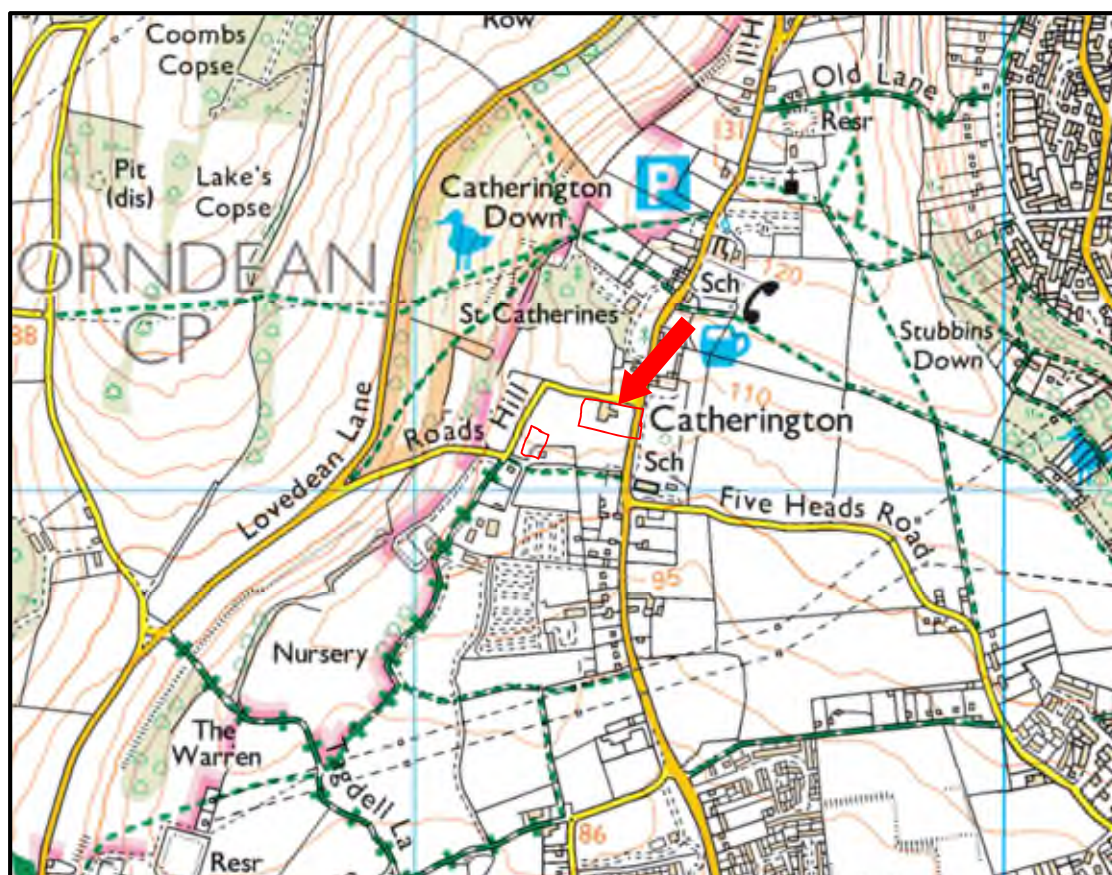 Coombs
Copse
Row
Hill
Old Lane
Resr
131
Pit
(dis)
Lake's
Copse
Catherington
Down
P
ORNDEAN
CP
Sch
120
St Catherines
88
Stubbins
Down
110
Hill
Roads
Catherington
Lovedean Lane
Sch
Five Heads Road
95
Nursery
The
Warren
86
Resr